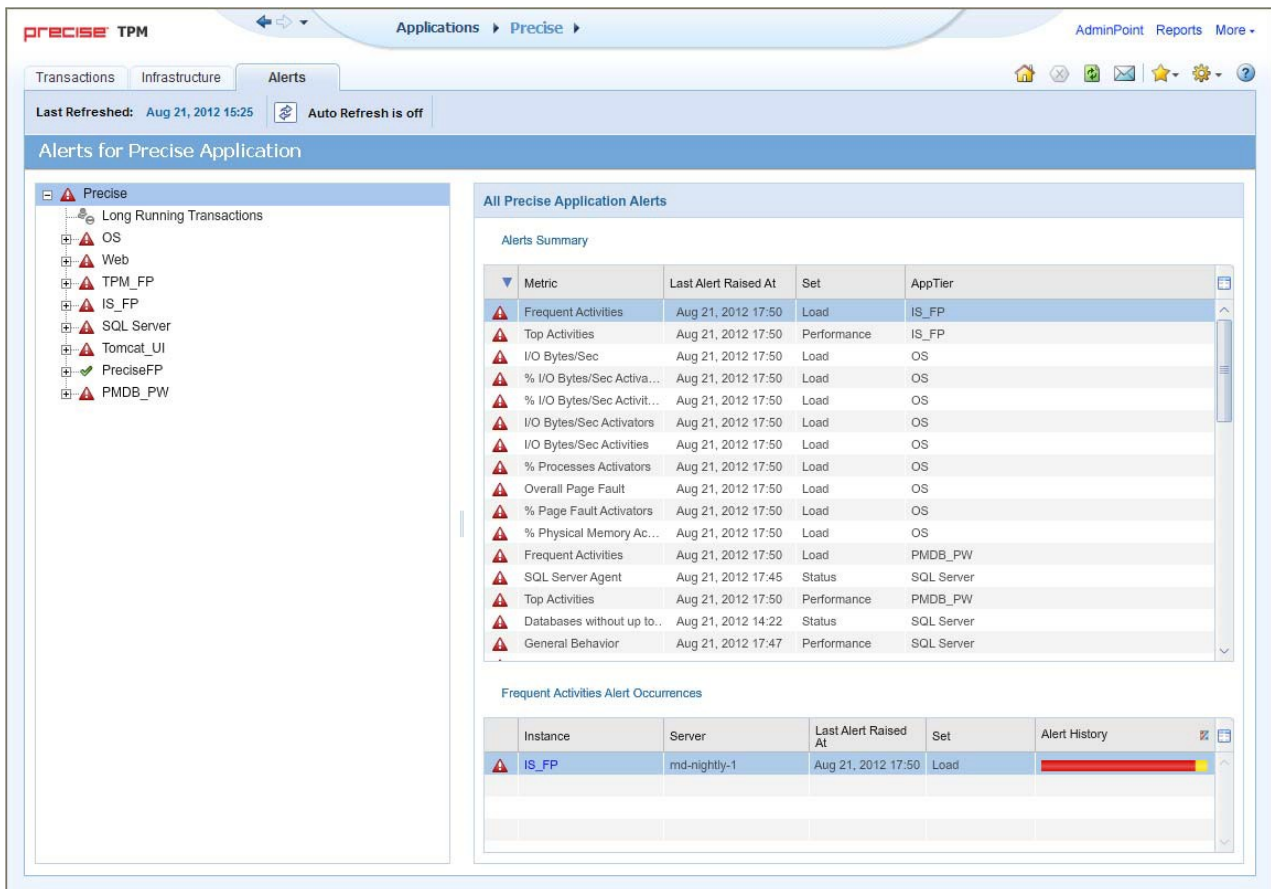 precise TPM
Applications Precise
AdminPoint Reports More
Transactions Infrastructure Alerts
Last Refreshed: Aug 21, 2012 15:25 Auto Refresh is off
Alerts for Precise Application
Precise
Long Running Transactions
OS
Web
TPM_FP
IS_FP
SQL Server
Tomcat_UI
PreciseFP
PMDB_PW
All Precise Application Alerts
Alerts Summary
Metric Last Alert Raised At Set AppTier
Frequent Activities Aug 21, 2012 17:50 Load IS_FP
Top Activities Aug 21, 2012 17:50 Performance IS_FP
I/O Bytes/Sec Aug 21, 2012 17:50 Load OS
% I/O Bytes/Sec Activa... Aug 21, 2012 17:50 Load OS
% I/O Bytes/Sec Activit... Aug 21, 2012 17:50 Load OS
I/O Bytes/Sec Activators Aug 21, 2012 17:50 Load OS
I/O Bytes/Sec Activities Aug 21, 2012 17:50 Load OS
% Processes Activators Aug 21, 2012 17:50 Load OS
Overall Page Fault Aug 21, 2012 17:50 Load OS
% Page Fault Activators Aug 21, 2012 17:50 Load OS
% Physical Memory Ac... Aug 21, 2012 17:50 Load OS
Frequent Activities Aug 21, 2012 17:50 Load PMDB_PW
SQL Server Agent Aug 21, 2012 17:45 Status SQL Server
Top Activities Aug 21, 2012 17:50 Performance PMDB_PW
Databases without up to.. Aug 21, 2012 14:22 Status SQL Server
General Behavior Aug 21, 2012 17:47 Performance SQL Server
Frequent Activities Alert Occurrences
Instance Server Last Alert Raised At Set Alert History
IS_FP md-nightly-1 Aug 21, 2012 17:50 Load